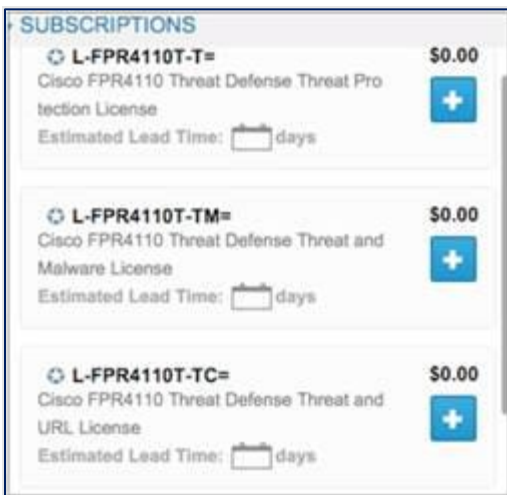 SUBSCRIPTIONS
L-FPR4110T-T= $0.00
Cisco FPR4110 Threat Defense Threat Pro
tection License
Estimated Lead Time: days
L-FPR4110T-TM= $0.00
Cisco FPR4110 Threat Defense Threat and
Malware License
Estimated Lead Time: days
L-FPR4110T-TC= $0.00
Cisco FPR4110 Threat Defense Threat and
URL License
Estimated Lead Time: days